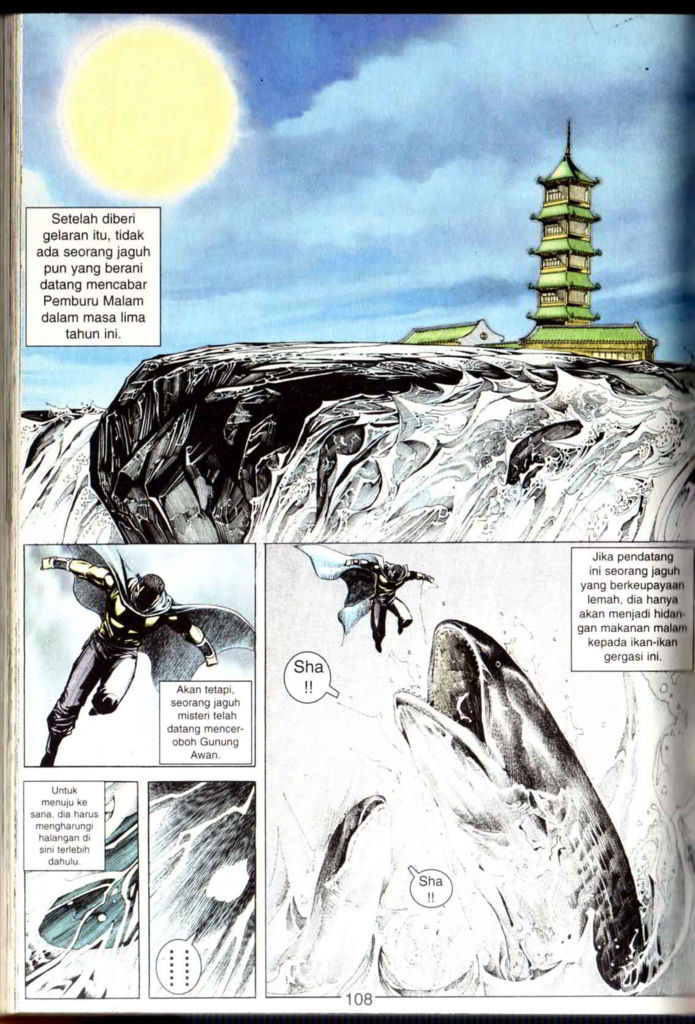 Setelah diberi
gelaran itu, tidak
ada seorang jaguh
pun yang berani
datang mencabar
Pemburu Malam
dalam masa lima
tahun ini.
Akan tetapi,
seorang jaguh
misteri telah
datang mencer-
oboh Gunung
Awan.
Jika pendatang
ini seorang jaguh
yang berkeupayaan
lemah, dia hanya
akan menjadi hidan-
gan makanan malam
kepada ikan-ikan
gergasi ini.
Sha
!!
Untuk
menuju ke
sana, dia harus
mengharungi
halangan di
sini terlebih
dahulu.
Sha
!!
108